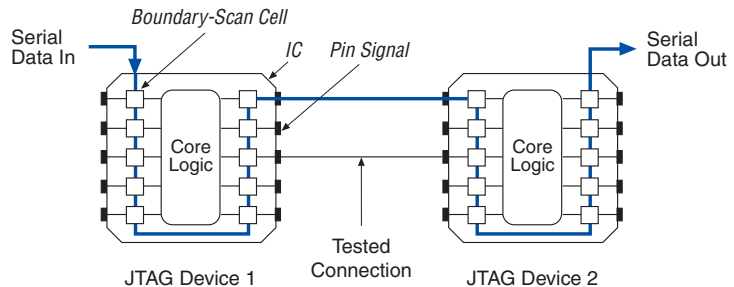 Boundary-Scan Cell
Serial
Data In
IC
Pin Signal
Serial
Data Out
Core
Logic
Core
Logic
Tested
Connection
JTAG Device 1
JTAG Device 2